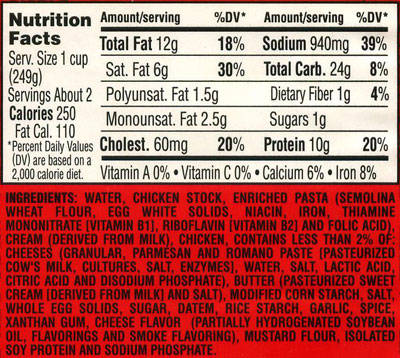 Nutrition Facts
Serv. Size 1 cup
(249g)
Servings About 2
Calories 250
Fat Cal. 110
*Percent Daily Values
(DV) are based on a
2,000 calorie diet.
Amount/serving %DV* Amount/serving %DV*
Total Fat 12g 18% Sodium 940mg 39%
Sat. Fat 6g 30% Total Carb. 24g 8%
Polyunsat. Fat 1.5g Dietary Fiber 1g 4%
Monounsat. Fat 2.5g Sugars 1g
Cholest. 60mg 20% Protein 10g 20%
Vitamin A 0% • Vitamin C 0% • Calcium 6% • Iron 8%
INGREDIENTS: WATER, CHICKEN STOCK, ENRICHED PASTA (SEMOLINA
WHEAT FLOUR, EGG WHITE SOLIDS, NIACIN, IRON, THIAMINE
MONONITRATE [VITAMIN B1], RIBOFLAVIN [VITAMIN B2] AND FOLIC ACID),
CREAM (DERIVED FROM MILK), CHICKEN, CONTAINS LESS THAN 2% OF:
CHEESES (GRANULAR, PARMESAN AND ROMANO PASTE [PASTEURIZED
COW'S MILK, CULTURES, SALT, ENZYMES], WATER, SALT, LACTIC ACID,
CITRIC ACID AND DISODIUM PHOSPHATE), BUTTER (PASTEURIZED SWEET
CREAM [DERIVED FROM MILK] AND SALT), MODIFIED CORN STARCH, SALT,
WHOLE EGG SOLIDS, SUGAR, DATEM, RICE STARCH, GARLIC, SPICE,
XANTHAN GUM, CHEESE FLAVOR (PARTIALLY HYDROGENATED SOYBEAN
OIL, FLAVORINGS AND SMOKE FLAVORING), MUSTARD FLOUR, ISOLATED
SOY PROTEIN AND SODIUM PHOSPHATE.